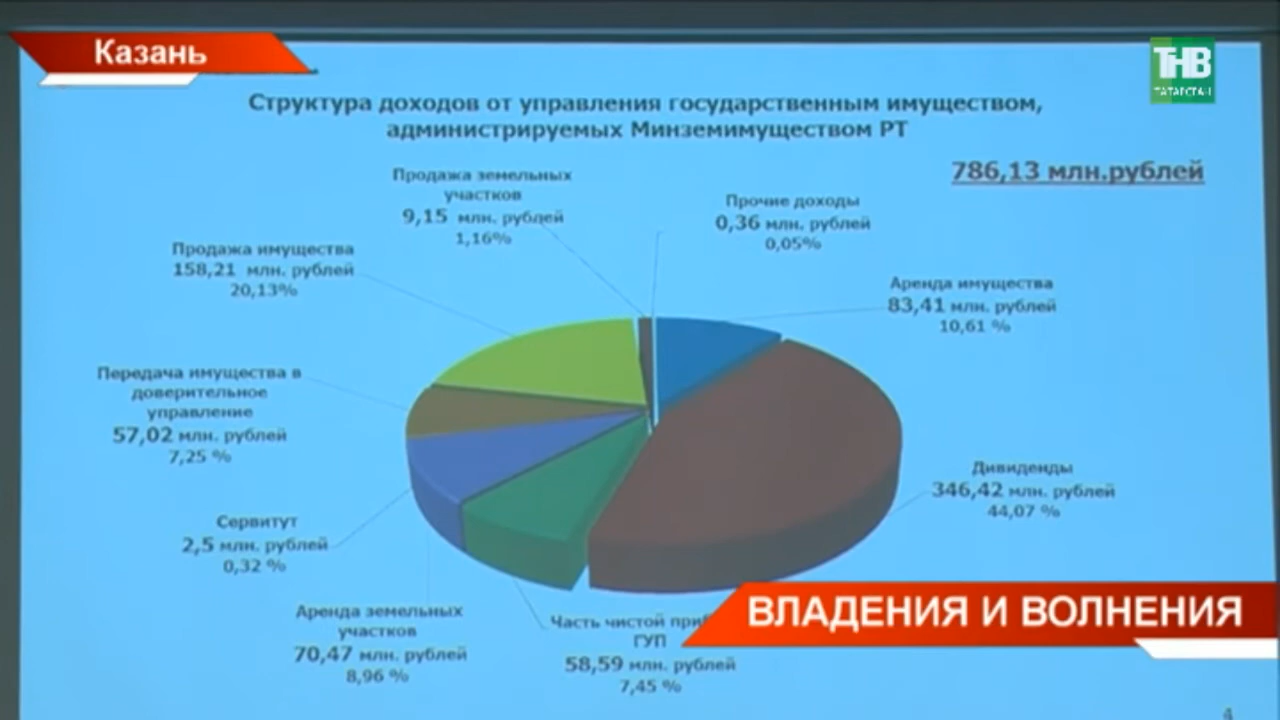 Казань
ТНВ
ТАТАРСТАН
Структура доходов от управления государственным имуществом,
администрируемых Минземимуществом РТ
786,13 млн.рублей
Продажа земельных
участков
9,15 млн. рублей
1,16%
Прочие доходы
0,36 млн. рублей
0,05%
Продажа имущества
158,21 млн. рублей
20,13%
Аренда имущества
83,41 млн. рублей
10,61 %
Передача имущества в
доверительное
управление
57,02 млн. рублей
7,25 %
Дивиденды
346,42 млн. рублей
44,07 %
Сервитут
2,5 млн. рублей
0,32 %
Аренда земельных
участков
70,47 млн. рублей
8,96 %
Часть чистой
ГУП
58,59 млн. рублей
7,45 %
ВЛАДЕНИЯ И ВОЛНЕНИЯ